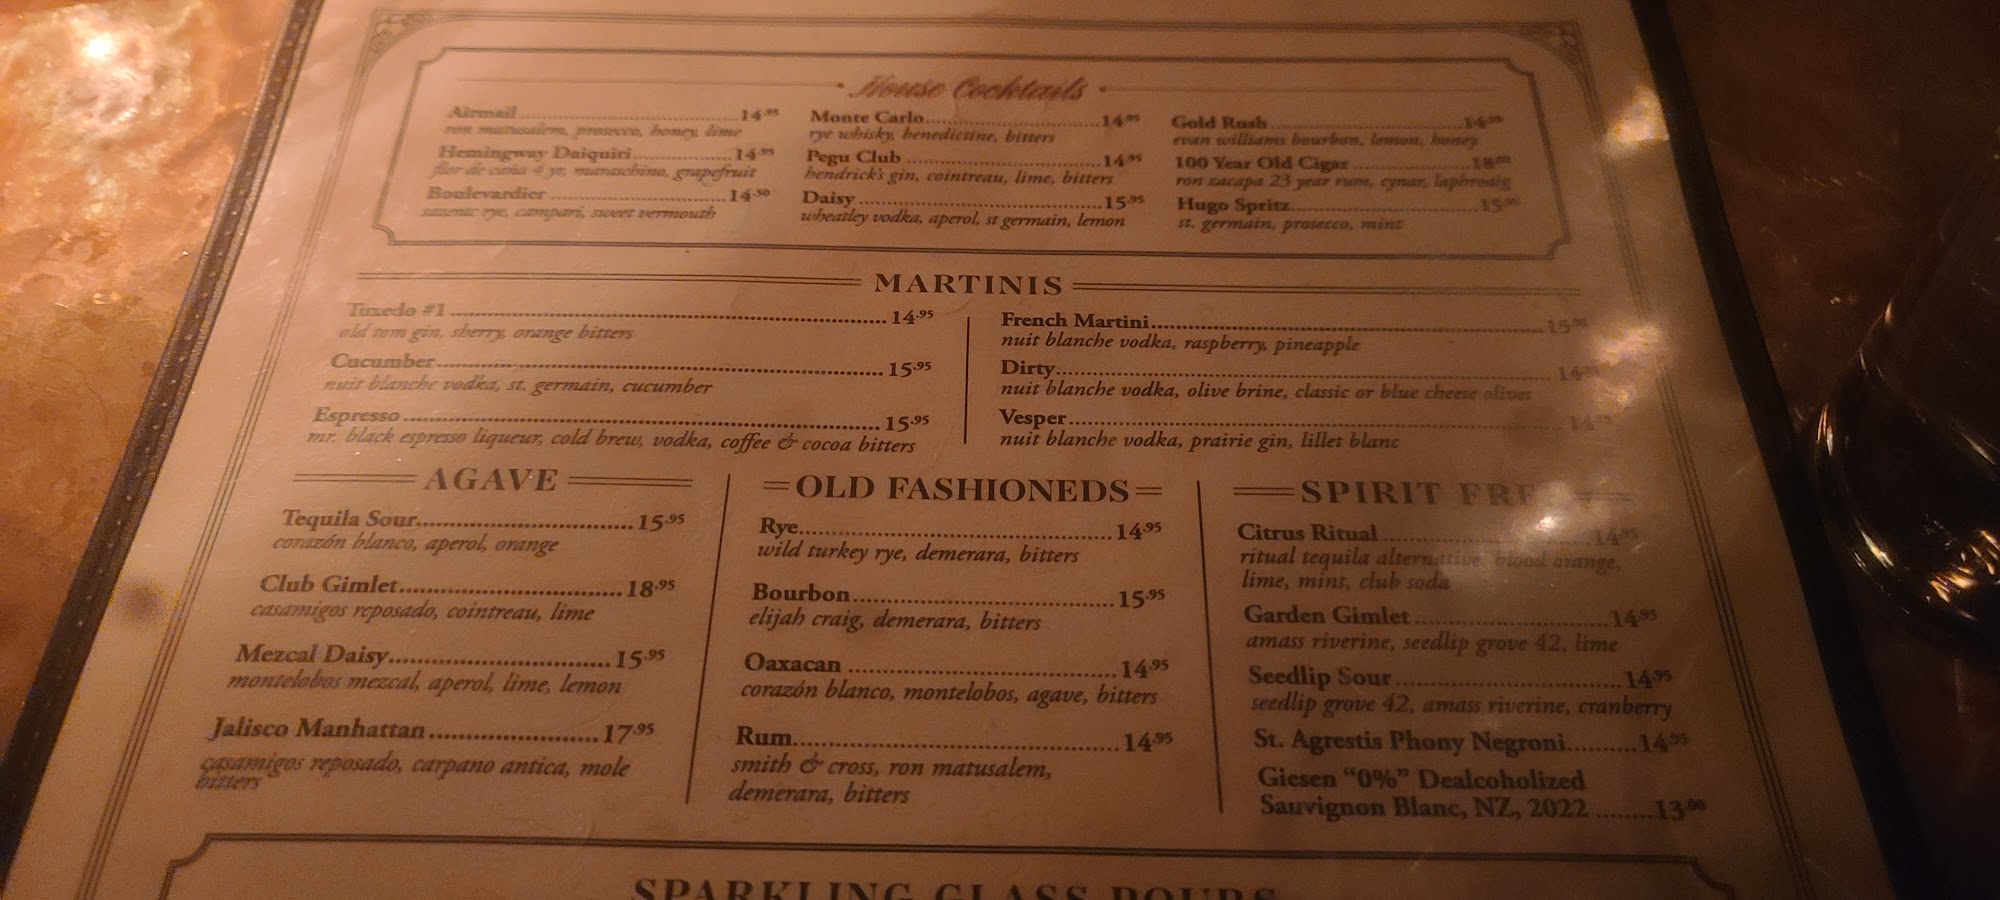 House Cocktails
Airmail 14.95
ron matusalem, prosecco, honey, lime
Hemingway Daiquiri 14.95
flor de caña 4 yr, maraschino, grapefruit
Boulevardier 14.50
sazerac rye, campari, sweet vermouth
Monte Carlo 14.95
rye whisky, benedictine, bitters
Pegu Club 14.95
hendrick's gin, cointreau, lime, bitters
Daisy 15.95
wheatley vodka, aperol, st germain, lemon
Gold Rush 14.50
evan williams bourbon, lemon, honey
100 Year Old Cigar 18.00
ron zacapa 23 year rum, cynar, laphroaig
Hugo Spritz 15.95
st. germain, prosecco, mint
MARTINIS
Tuxedo #1 14.95
old tom gin, sherry, orange bitters
Cucumber 15.95
nuit blanche vodka, st. germain, cucumber
Espresso 15.95
mr. black espresso liqueur, cold brew, vodka, coffee & cocoa bitters
French Martini 15.95
nuit blanche vodka, raspberry, pineapple
Dirty
nuit blanche vodka, olive brine, classic or blue cheese olives
Vesper
nuit blanche vodka, prairie gin, lillet blanc
AGAVE
Tequila Sour 15.95
corazón blanco, aperol, orange
Club Gimlet 18.95
casamigos reposado, cointreau, lime
Mezcal Daisy 15.95
montelobos mezcal, aperol, lime, lemon
Jalisco Manhattan 17.95
casamigos reposado, carpano antica, mole
bitters
OLD FASHIONEDS
Rye 14.95
wild turkey rye, demerara, bitters
Bourbon 15.95
elijah craig, demerara, bitters
Oaxacan 14.95
corazón blanco, montelobos, agave, bitters
Rum 14.95
smith & cross, ron matusalem,
demerara, bitters
SPIRIT FREE
Citrus Ritual 14.95
ritual tequila alternative, blood orange,
lime, mint, club soda
Garden Gimlet 14.95
amass riverine, seedlip grove 42, lime
Seedlip Sour 14.95
seedlip grove 42, amass riverine, cranberry
St. Agrestis Phony Negroni 14.95
Giesen "0%" Dealcoholized
Sauvignon Blanc, NZ, 2022 13.00
SPARKLING GLASS POURS